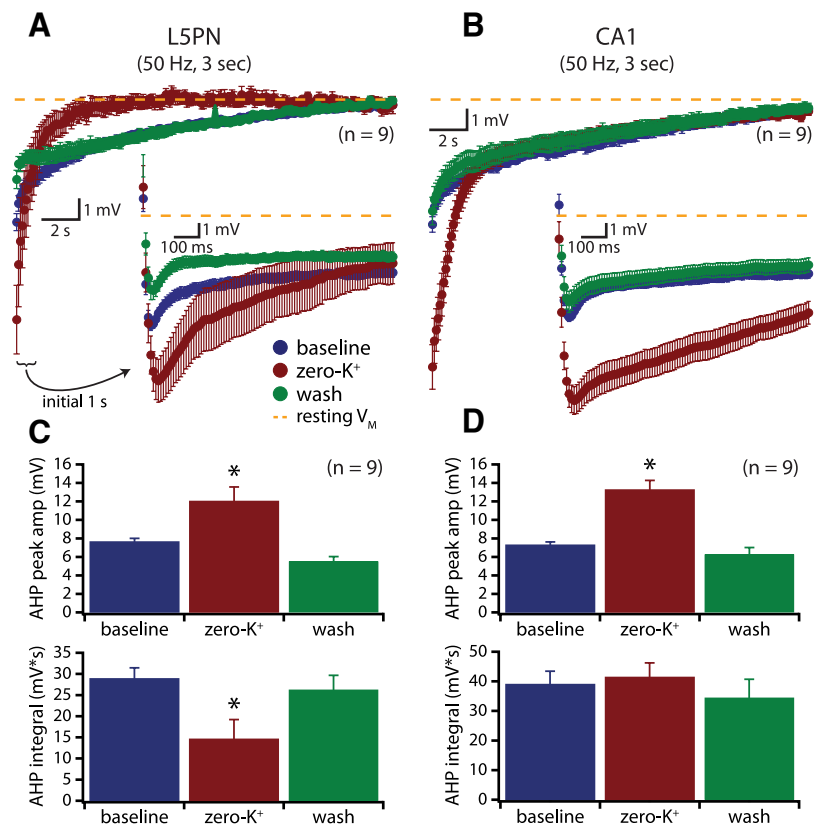 A
L5PN
(50 Hz, 3 sec)
(n = 9)
1 mV
2 s
1 mV
100 ms
initial 1 s
baseline
zero-K⁺
wash
resting V_M
B
CA1
(50 Hz, 3 sec)
1 mV
2 s
(n = 9)
1 mV
100 ms
C
(n = 9)
AHP peak amp (mV)
16
14
12
10
8
6
4
2
0
*
baseline
zero-K⁺
wash
AHP integral (mV*s)
35
30
25
20
15
10
5
0
*
baseline
zero-K⁺
wash
D
(n = 9)
AHP peak amp (mV)
16
14
12
10
8
6
4
2
0
*
baseline
zero-K⁺
wash
AHP integral (mV*s)
50
40
30
20
10
0
baseline
zero-K⁺
wash